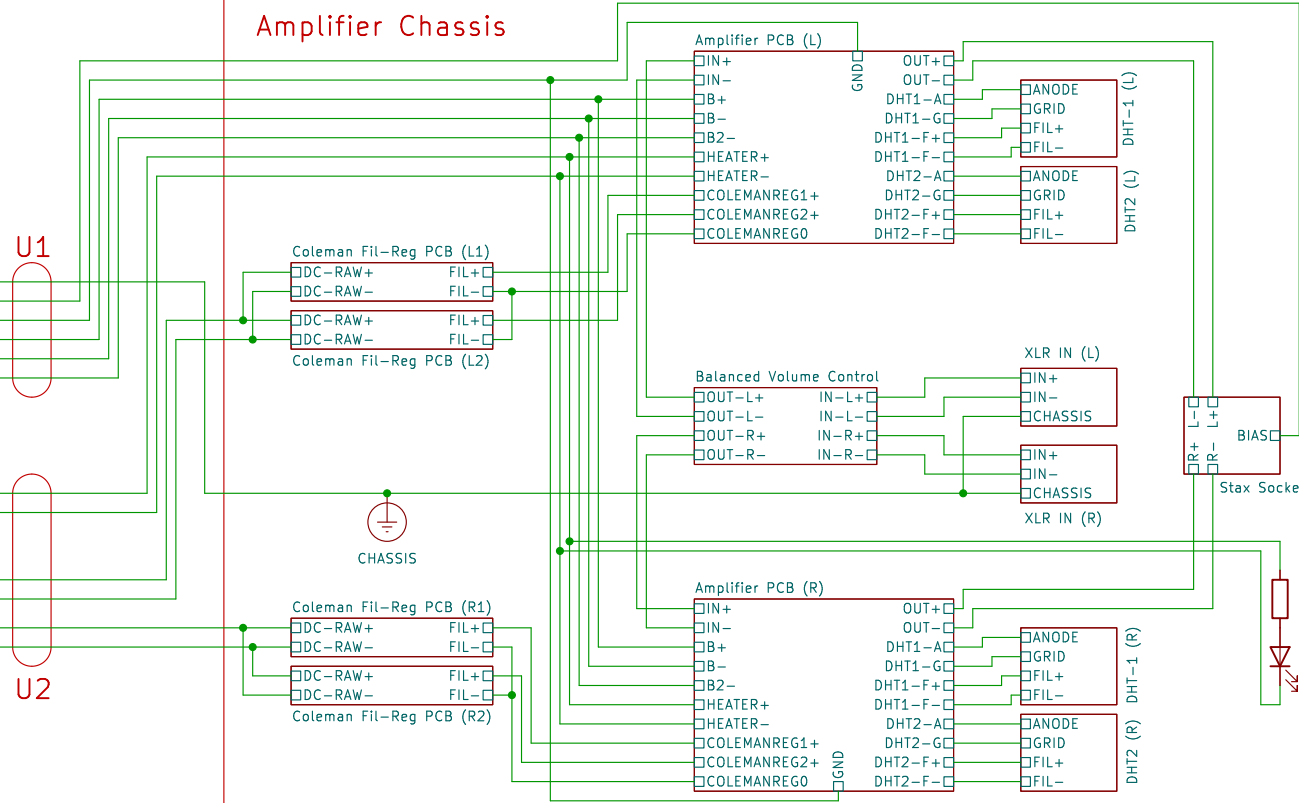 Amplifier Chassis
Amplifier PCB (L)
IN+
IN-
B+
B-
B2-
HEATER+
HEATER-
COLEMANREG1+
COLEMANREG2+
COLEMANREG0
GND
OUT+
OUT-
DHT1-A
DHT1-G
DHT1-F+
DHT1-F-
DHT2-A
DHT2-G
DHT2-F+
DHT2-F-
ANODE
GRID
FIL+
FIL-
DHT-1 (L)
ANODE
GRID
FIL+
FIL-
DHT2 (L)
U1
Coleman Fil-Reg PCB (L1)
DC-RAW+ FIL+
DC-RAW- FIL-
DC-RAW+ FIL+
DC-RAW- FIL-
Coleman Fil-Reg PCB (L2)
Balanced Volume Control
OUT-L+ IN-L+
OUT-L- IN-L-
OUT-R+ IN-R+
OUT-R- IN-R-
XLR IN (L)
IN+
IN-
CHASSIS
IN+
IN-
CHASSIS
XLR IN (R)
L-
L+
R+
R-
BIAS
Stax Socke
CHASSIS
U2
Coleman Fil-Reg PCB (R1)
DC-RAW+ FIL+
DC-RAW- FIL-
DC-RAW+ FIL+
DC-RAW- FIL-
Coleman Fil-Reg PCB (R2)
Amplifier PCB (R)
IN+
IN-
B+
B-
B2-
HEATER+
HEATER-
COLEMANREG1+
COLEMANREG2+
COLEMANREG0
GND
OUT+
OUT-
DHT1-A
DHT1-G
DHT1-F+
DHT1-F-
DHT2-A
DHT2-G
DHT2-F+
DHT2-F-
ANODE
GRID
FIL+
FIL-
DHT-1 (R)
ANODE
GRID
FIL+
FIL-
DHT2 (R)